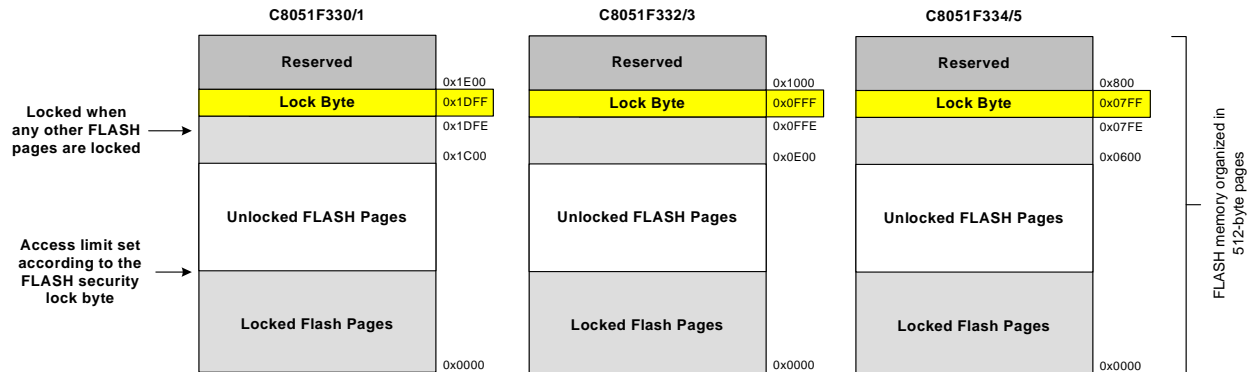 C8051F330/1
Reserved
0x1E00
Lock Byte
0x1DFF
0x1DFE
0x1C00
Unlocked FLASH Pages
Locked Flash Pages
0x0000
Locked when
any other FLASH
pages are locked
Access limit set
according to the
FLASH security
lock byte
C8051F332/3
Reserved
0x1000
Lock Byte
0x0FFF
0x0FFE
0x0E00
Unlocked FLASH Pages
Locked Flash Pages
0x0000
C8051F334/5
Reserved
0x800
Lock Byte
0x07FF
0x07FE
0x0600
Unlocked FLASH Pages
Locked Flash Pages
0x0000
FLASH memory organized in
512-byte pages